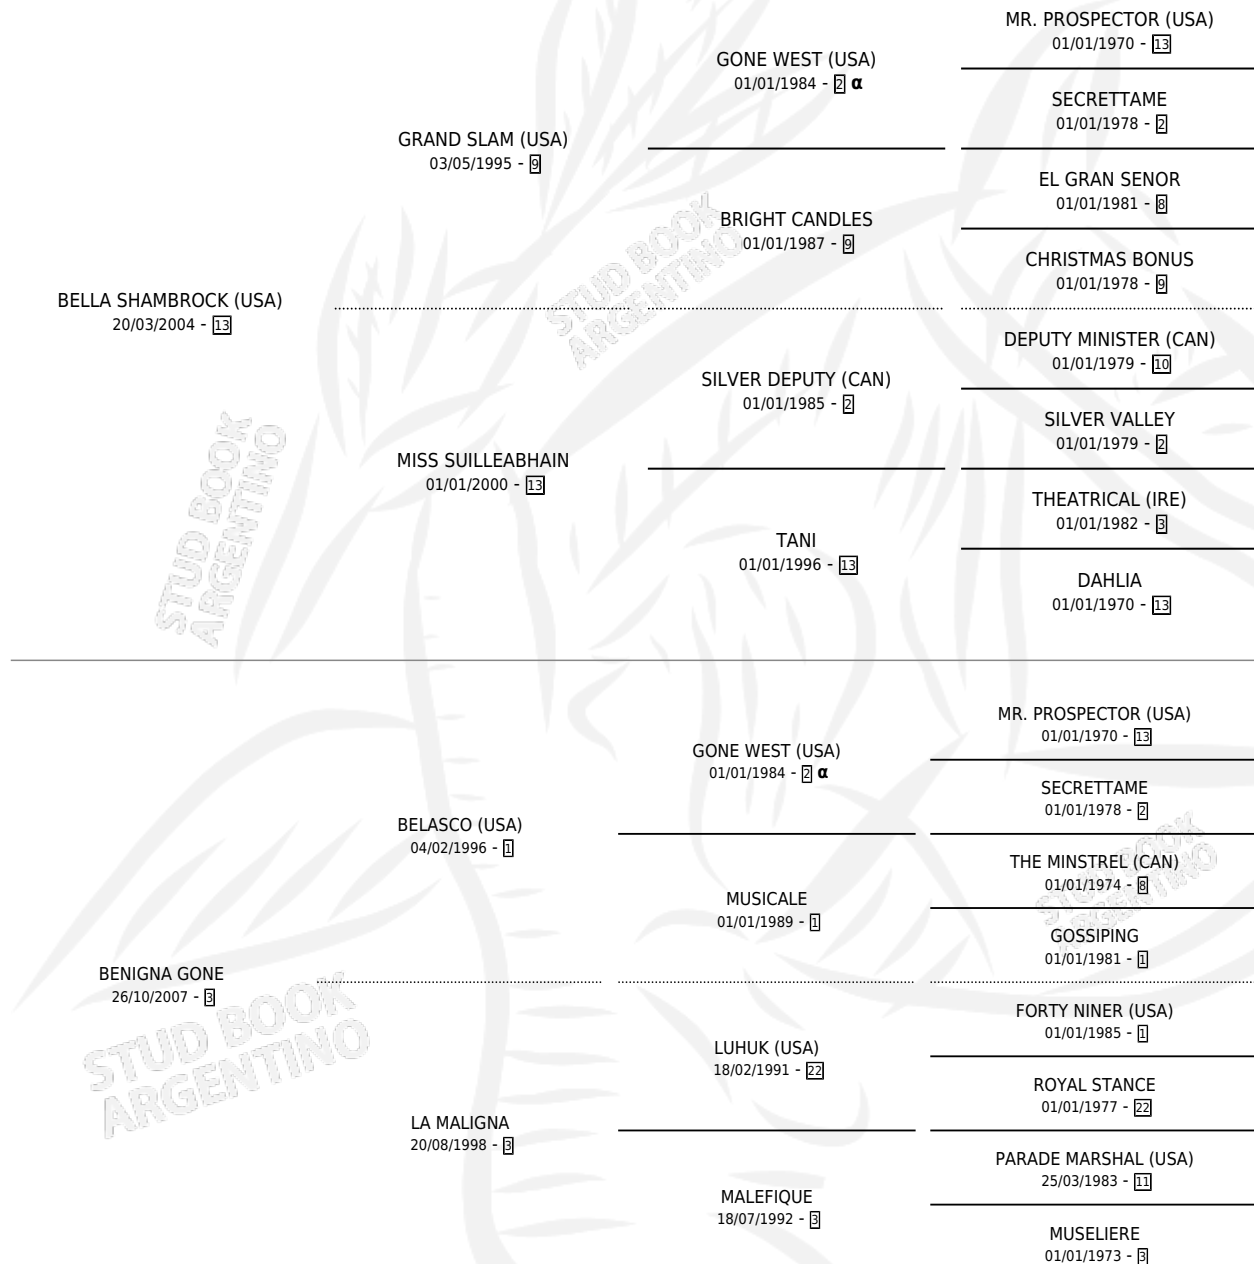 MR. PROSPECTOR (USA)
01/01/1970 - 13
GONE WEST (USA)
01/01/1984 - 2 α
SECRETTAME
01/01/1978 - 2
GRAND SLAM (USA)
03/05/1995 - 9
EL GRAN SENOR
01/01/1981 - 8
BRIGHT CANDLES
01/01/1987 - 9
CHRISTMAS BONUS
01/01/1978 - 9
BELLA SHAMBROCK (USA)
20/03/2004 - 13
DEPUTY MINISTER (CAN)
01/01/1979 - 10
SILVER DEPUTY (CAN)
01/01/1985 - 2
SILVER VALLEY
01/01/1979 - 2
MISS SUILLEABHAIN
01/01/2000 - 13
THEATRICAL (IRE)
01/01/1982 - 3
TANI
01/01/1996 - 13
DAHLIA
01/01/1970 - 13
STUD BOOK
ARGENTINO
STUD BOOK
ARGENTINO
MR. PROSPECTOR (USA)
01/01/1970 - 13
GONE WEST (USA)
01/01/1984 - 2 α
SECRETTAME
01/01/1978 - 2
BELASCO (USA)
04/02/1996 - 1
THE MINSTREL (CAN)
01/01/1974 - 8
MUSICALE
01/01/1989 - 1
GOSSIPING
01/01/1981 - 1
BENIGNA GONE
26/10/2007 - 3
FORTY NINER (USA)
01/01/1985 - 1
LUHUK (USA)
18/02/1991 - 22
ROYAL STANCE
01/01/1977 - 22
LA MALIGNA
20/08/1998 - 3
PARADE MARSHAL (USA)
25/03/1983 - 11
MALEFIQUE
18/07/1992 - 3
MUSELIERE
01/01/1973 - 3
STUD BOOK
ARGENTINO
STUD BOOK
ARGENTINO